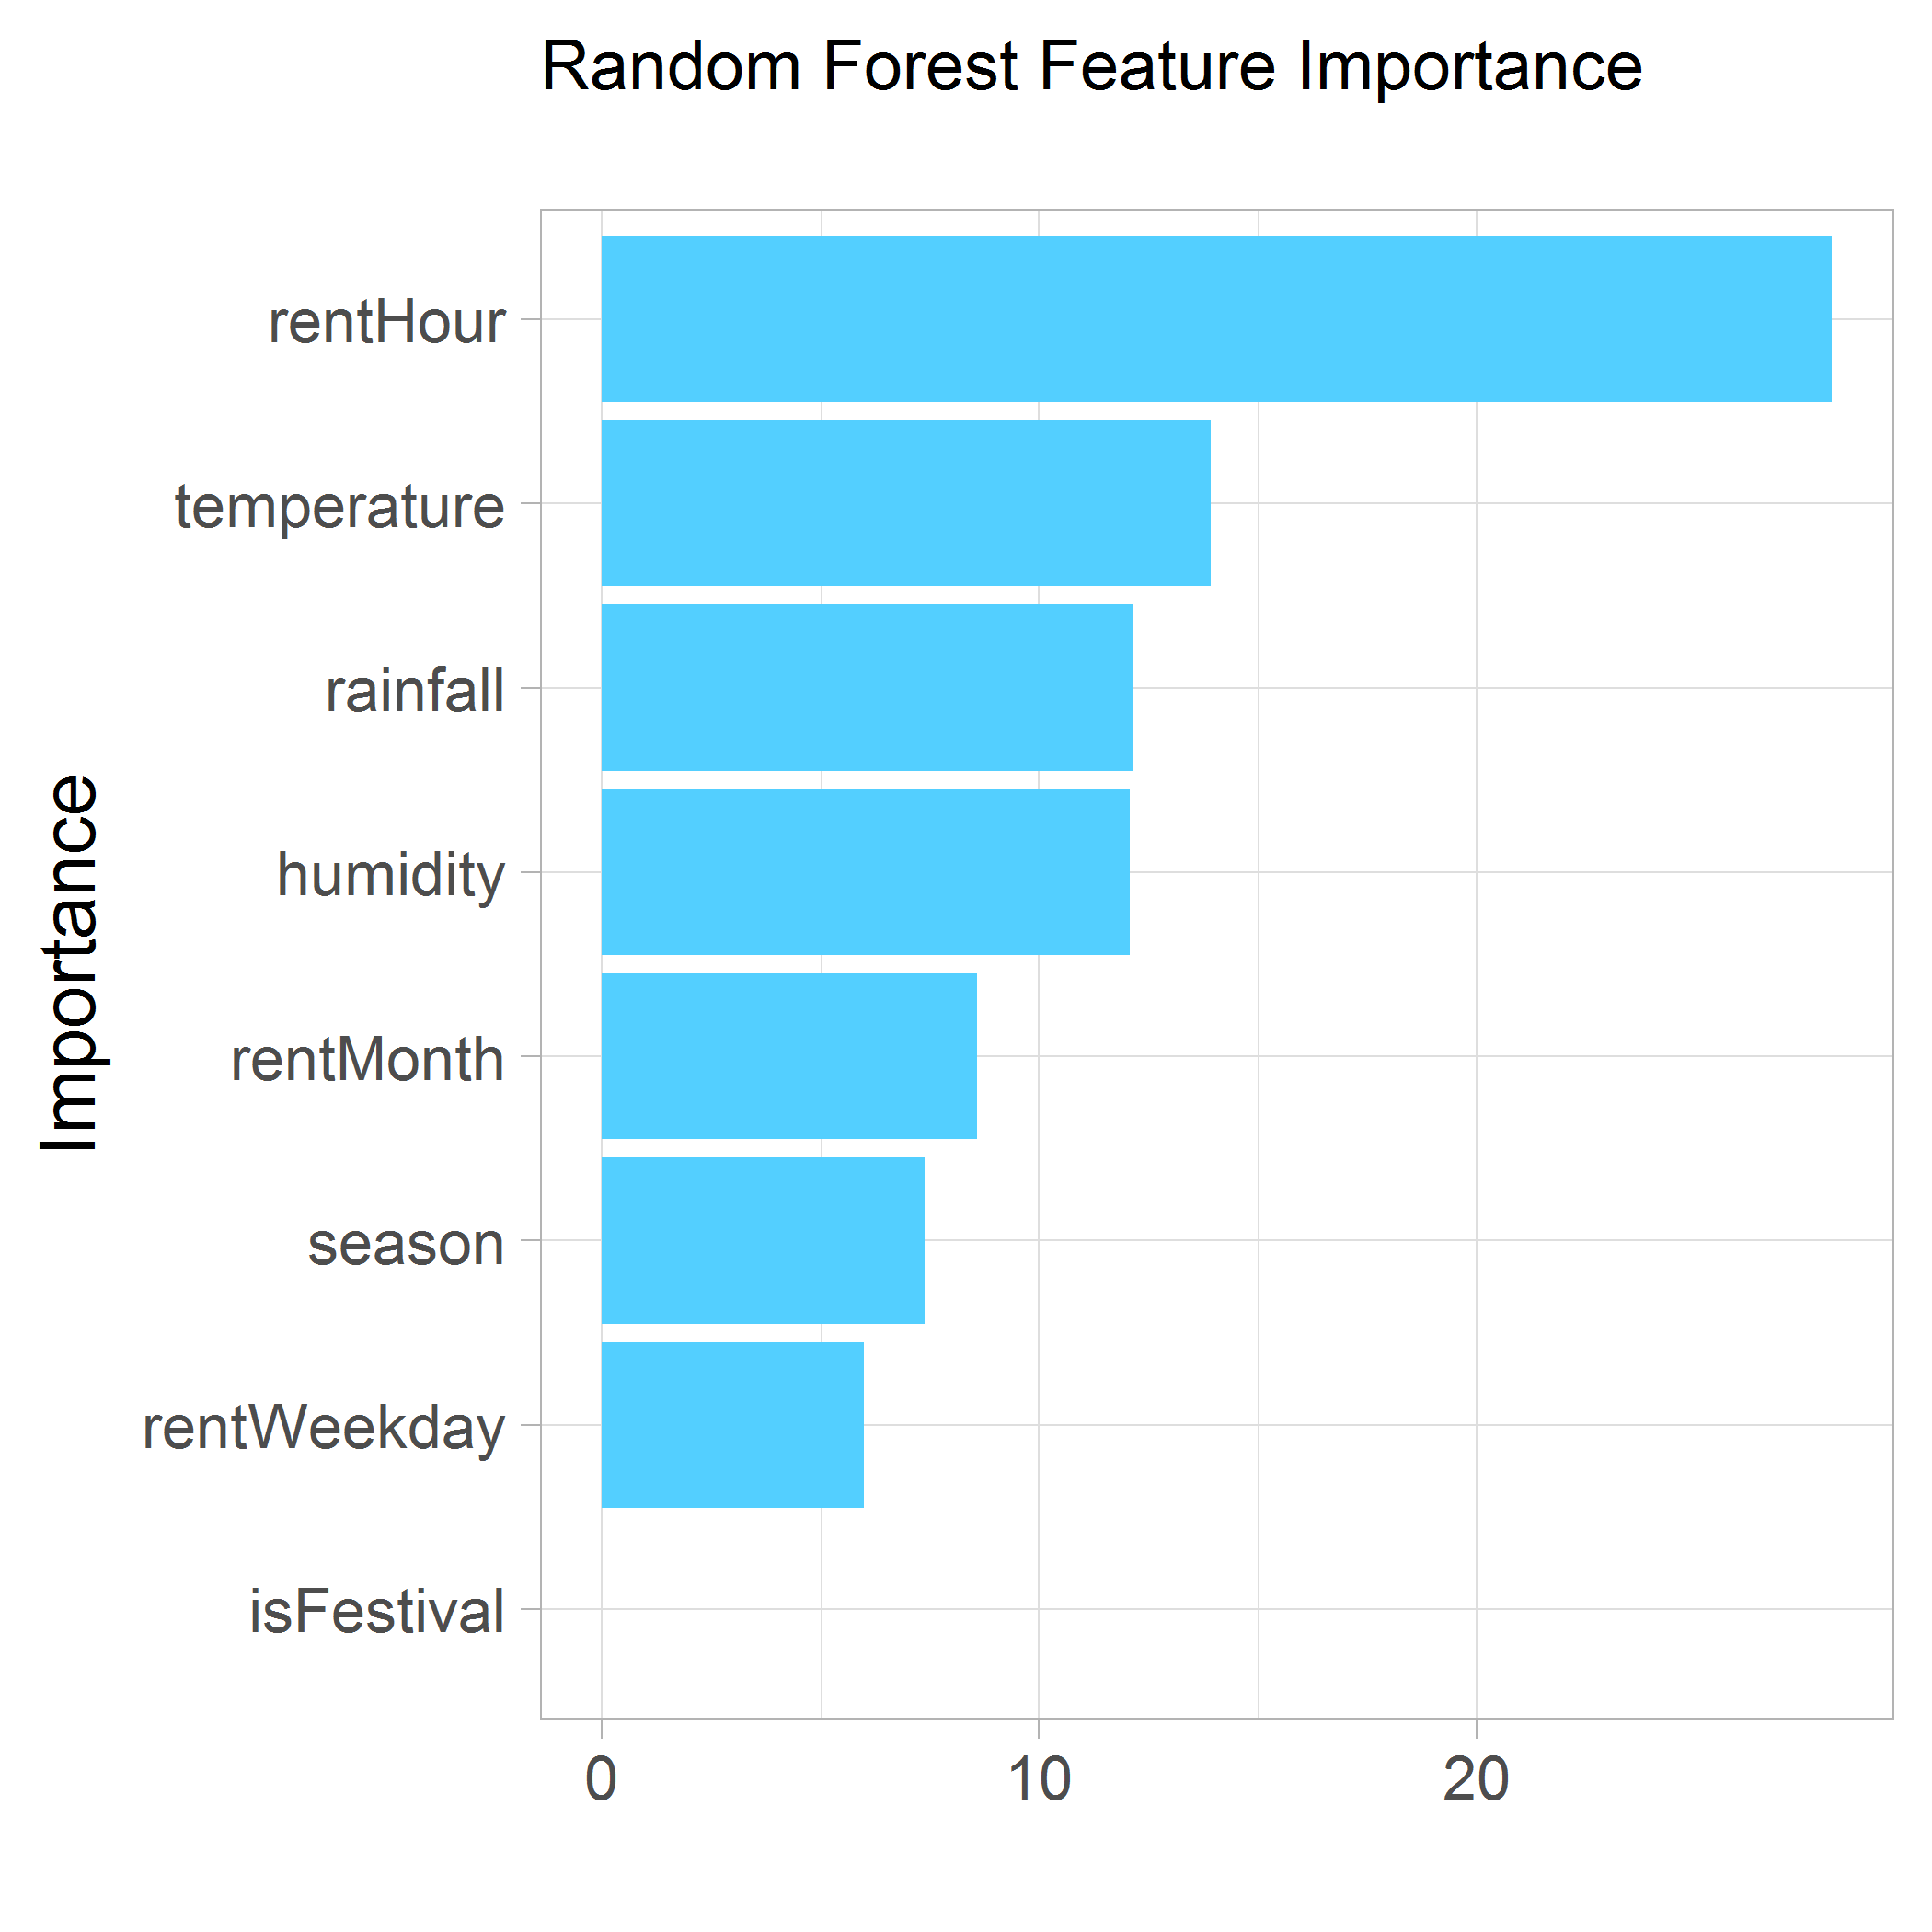 Random Forest Feature Importance
Importance
rentHour
temperature
rainfall
humidity
rentMonth
season
rentWeekday
isFestival
0 10 20